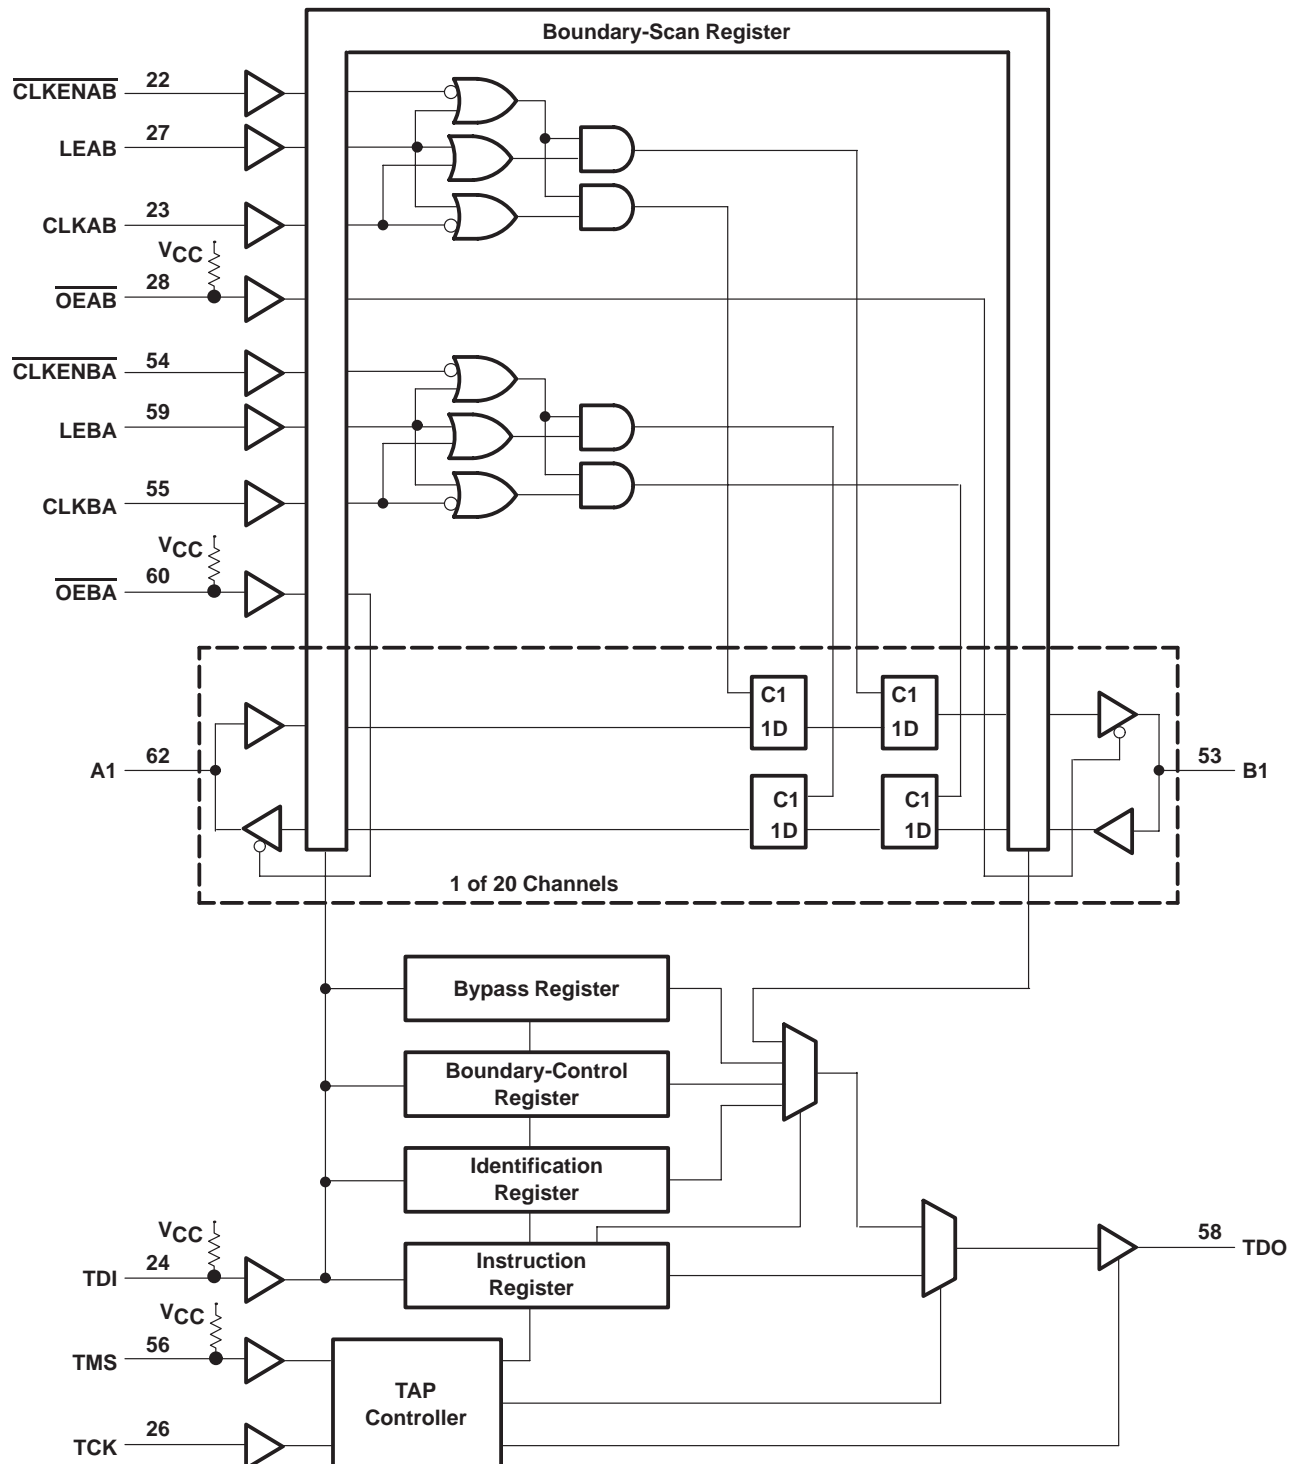 Boundary-Scan Register
CLKENAB 22
LEAB 27
CLKAB 23
VCC
OEAB 28
CLKENBA 54
LEBA 59
CLKBA 55
VCC
OEBA 60
C1
1D
C1
1D
A1 62
53 B1
C1
1D
C1
1D
1 of 20 Channels
Bypass Register
Boundary-Control
Register
Identification
Register
VCC
TDI 24
Instruction
Register
58 TDO
VCC
TMS 56
TAP
Controller
TCK 26